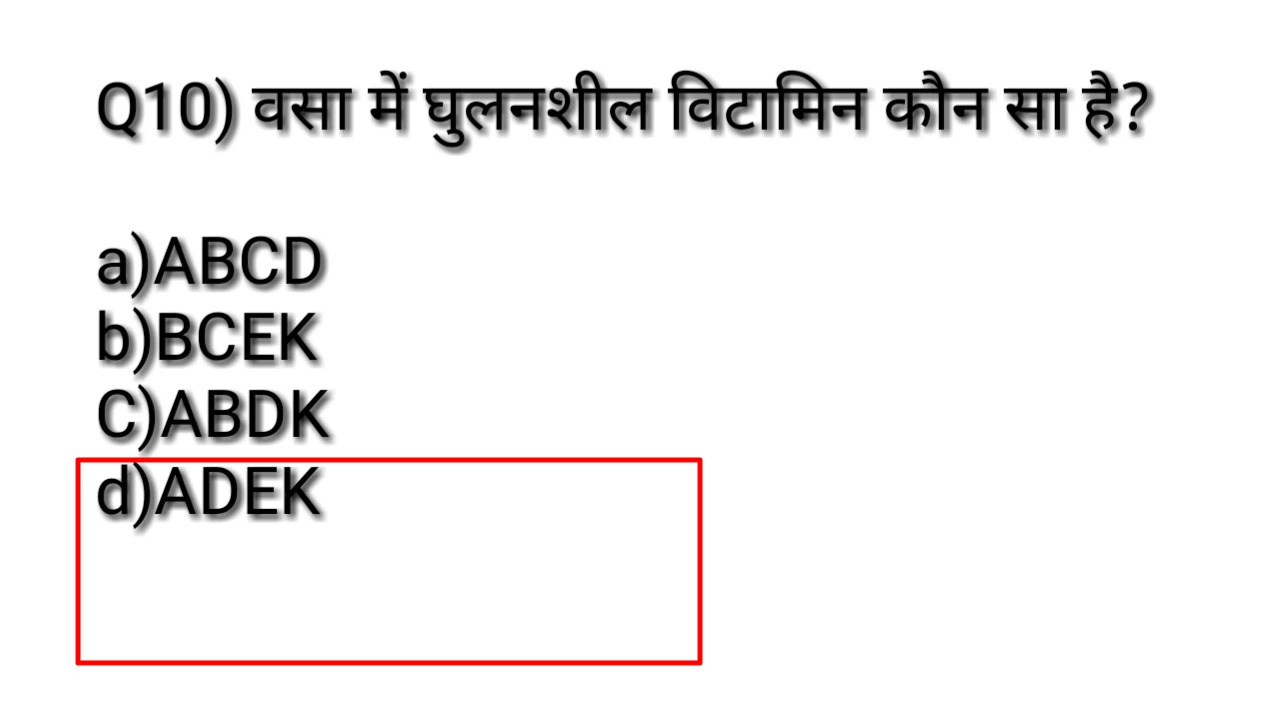 Q10) वसा में घुलनशील विटामिन कौन सा है?
a)ABCD
b)BCEK
C)ABDK
d)ADEK